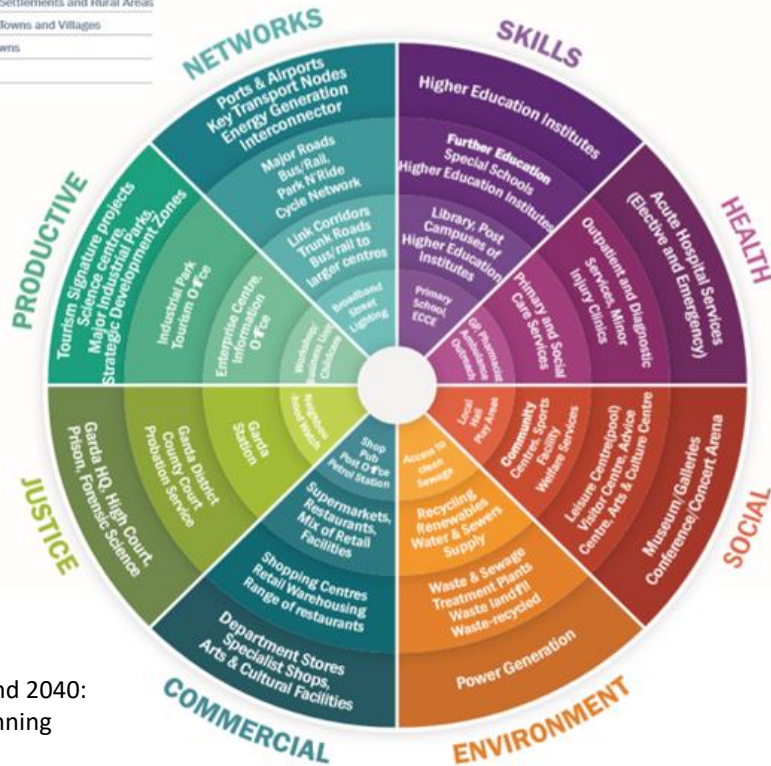 Settlements and Rural Areas
Towns and Villages
NETWORKS
Ports & Airports
Key Transport Nodes
Energy Generation
Interconnector
Major Roads
Bus/Rail,
Park N'Ride
Cycle Network
Link Corridors
Trunk Roads
Bus/rail to
larger centres
Broadband
Street
Lighting
SKILLS
Higher Education Institutes
Further Education
Special Schools
Higher Education Institutes
Library, Post
Campuses of
Higher Education
Institutes
Primary
School,
ECCE
HEALTH
Acute Hospital Services
(Elective and Emergency)
Outpatient and Diagnostic
Services, Minor
Injury Clinics
Primary and Social
Care Services
GP Pharmacist
Ambulance
Outreach
SOCIAL
Museum/Galleries
Conference/Concert Arena
Leisure Centre(pool)
Visitor Centre, Advice
Centre, Arts & Culture Centre
Community
Centres, Sports
Facility
Welfare Services
Local
Hall
Play Areas
ENVIRONMENT
Power Generation
Waste & Sewage
Treatment Plants
Waste landfill
Waste-recycled
Recycling
Renewables
Water & Sewers
Supply
Access to
clean
Sewage
COMMERCIAL
Department Stores
Specialist Shops,
Arts & Cultural Facilities
Shopping Centres
Retail Warehousing
Range of restaurants
Supermarkets,
Restaurants,
Mix of Retail
Facilities
Shop
Pub
Post Office
Petrol Station
JUSTICE
Garda HQ, High Court,
Prison, Forensic Science
Garda District
County Court
Probation Service
Garda
Station
Neighbor
-hood Watch
PRODUCTIVE
Tourism Signature projects
Science centre,
Major Industrial Parks,
Strategic Development Zones
Industrial Park
Tourism Office
Enterprise Centre,
Information
Office
Workshop/
Business Units
Childcare
2040: